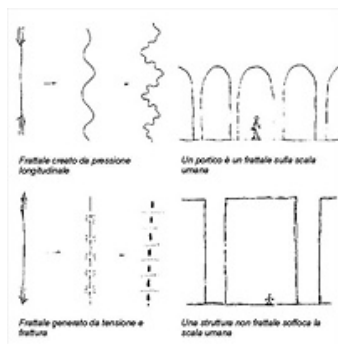 Frattale creato da pressione
longitudinale
Un portico è un frattale sulla scala
umana
Frattale generato da tensione e
frattura
Una struttura non frattale soffoca la
scala umana